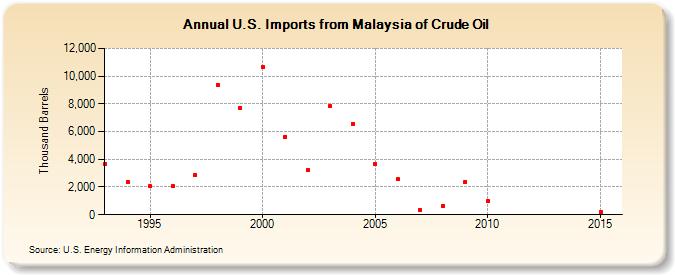 Annual U.S. Imports from Malaysia of Crude Oil
Thousand Barrels
12,000
10,000
8,000
6,000
4,000
2,000
0
1995 2000 2005 2010 2015
Source: U.S. Energy Information Administration